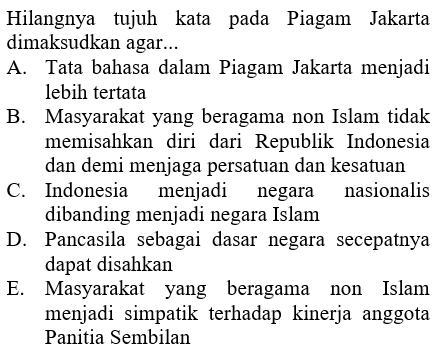 Hilangnya tujuh kata pada Piagam Jakarta
dimaksudkan agar...
A. Tata bahasa dalam Piagam Jakarta menjadi
lebih tertata
B. Masyarakat yang beragama non Islam tidak
memisahkan diri dari Republik Indonesia
dan demi menjaga persatuan dan kesatuan
C. Indonesia menjadi negara nasionalis
dibanding menjadi negara Islam
D. Pancasila sebagai dasar negara secepatnya
dapat disahkan
E. Masyarakat yang beragama non Islam
menjadi simpatik terhadap kinerja anggota
Panitia Sembilan